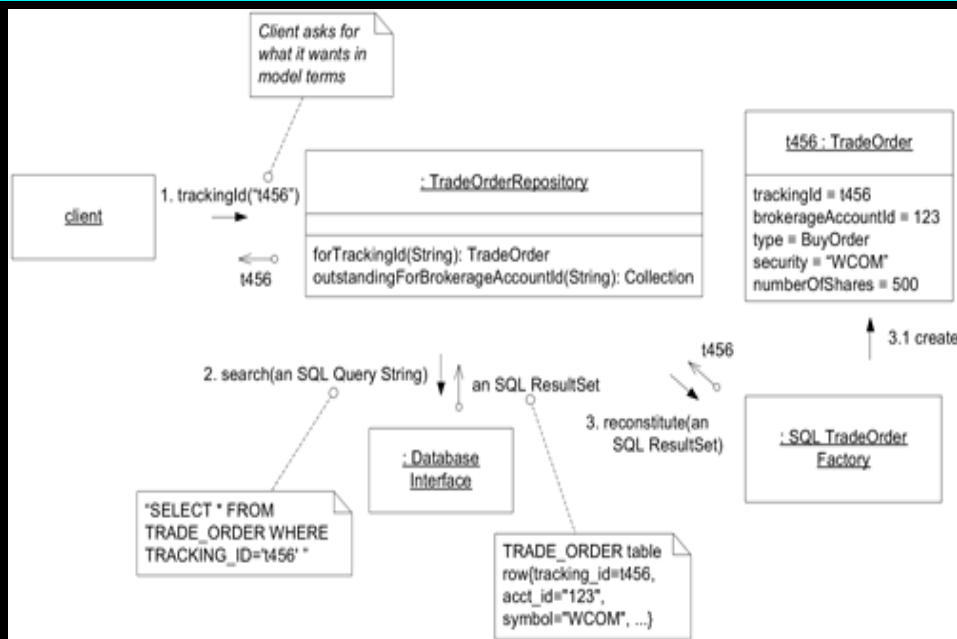 Client asks for
what it wants in
model terms
t456 : TradeOrder
trackingId = t456
brokerageAccountId = 123
type = BuyOrder
security = “WCOM”
numberOfShares = 500
client
1. trackingId(“t456”)
t456
: TradeOrderRepository
forTrackingId(String): TradeOrder
outstandingForBrokerageAccountId(String): Collection
3.1 create
t456
2. search(an SQL Query String)
an SQL ResultSet
3. reconstitute(an
SQL ResultSet)
: Database
Interface
: SQL TradeOrder
Factory
“SELECT * FROM
TRADE_ORDER WHERE
TRACKING_ID='t456' ”
TRADE_ORDER table
row{tracking_id=t456,
acct_id="123",
symbol="WCOM", ...}